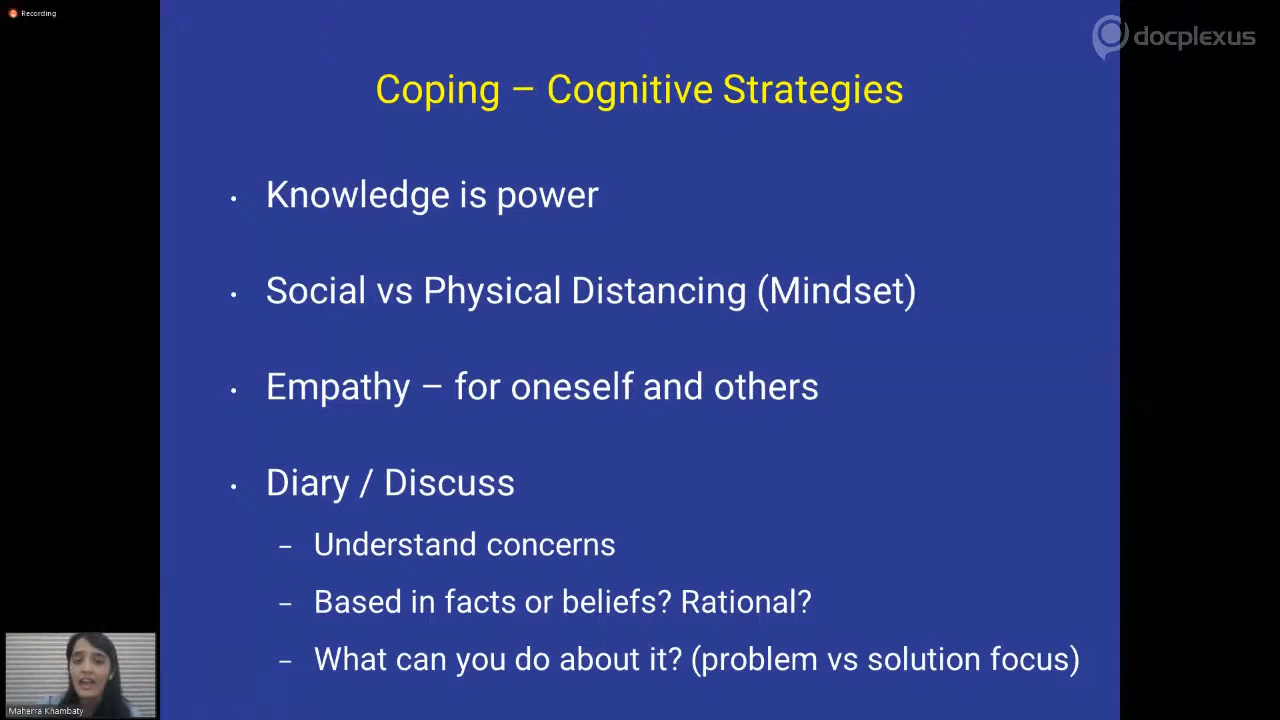 Recording
docplexus
Coping – Cognitive Strategies
• Knowledge is power
• Social vs Physical Distancing (Mindset)
• Empathy – for oneself and others
• Diary / Discuss
– Understand concerns
– Based in facts or beliefs? Rational?
– What can you do about it? (problem vs solution focus)
Maherra Khambaty